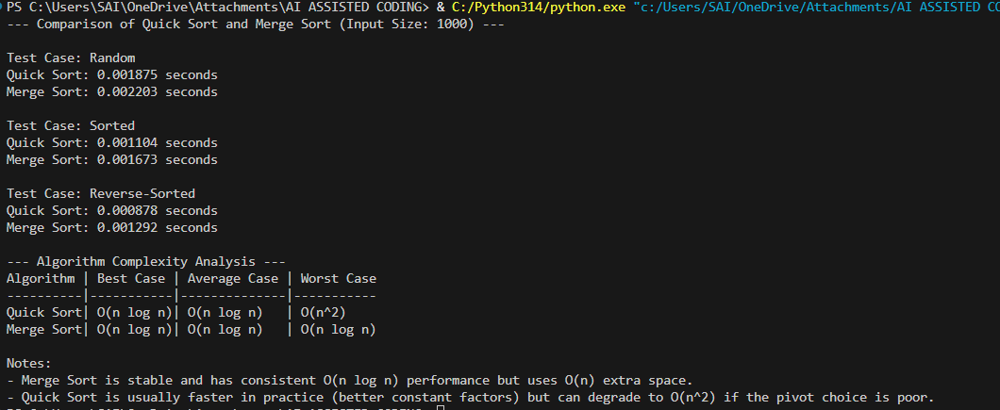 PS C:\Users\SAI\OneDrive\Attachments\AI ASSISTED CODING> & C:/Python314/python.exe "c:/Users/SAI/OneDrive/Attachments/AI ASSISTED CO
--- Comparison of Quick Sort and Merge Sort (Input Size: 1000) ---
Test Case: Random
Quick Sort: 0.001875 seconds
Merge Sort: 0.002203 seconds
Test Case: Sorted
Quick Sort: 0.001104 seconds
Merge Sort: 0.001673 seconds
Test Case: Reverse-Sorted
Quick Sort: 0.000878 seconds
Merge Sort: 0.001292 seconds
--- Algorithm Complexity Analysis ---
Algorithm | Best Case | Average Case | Worst Case
----------|-----------|--------------|-----------
Quick Sort| O(n log n)| O(n log n)   | O(n^2)
Merge Sort| O(n log n)| O(n log n)   | O(n log n)
Notes:
- Merge Sort is stable and has consistent O(n log n) performance but uses O(n) extra space.
- Quick Sort is usually faster in practice (better constant factors) but can degrade to O(n^2) if the pivot choice is poor.